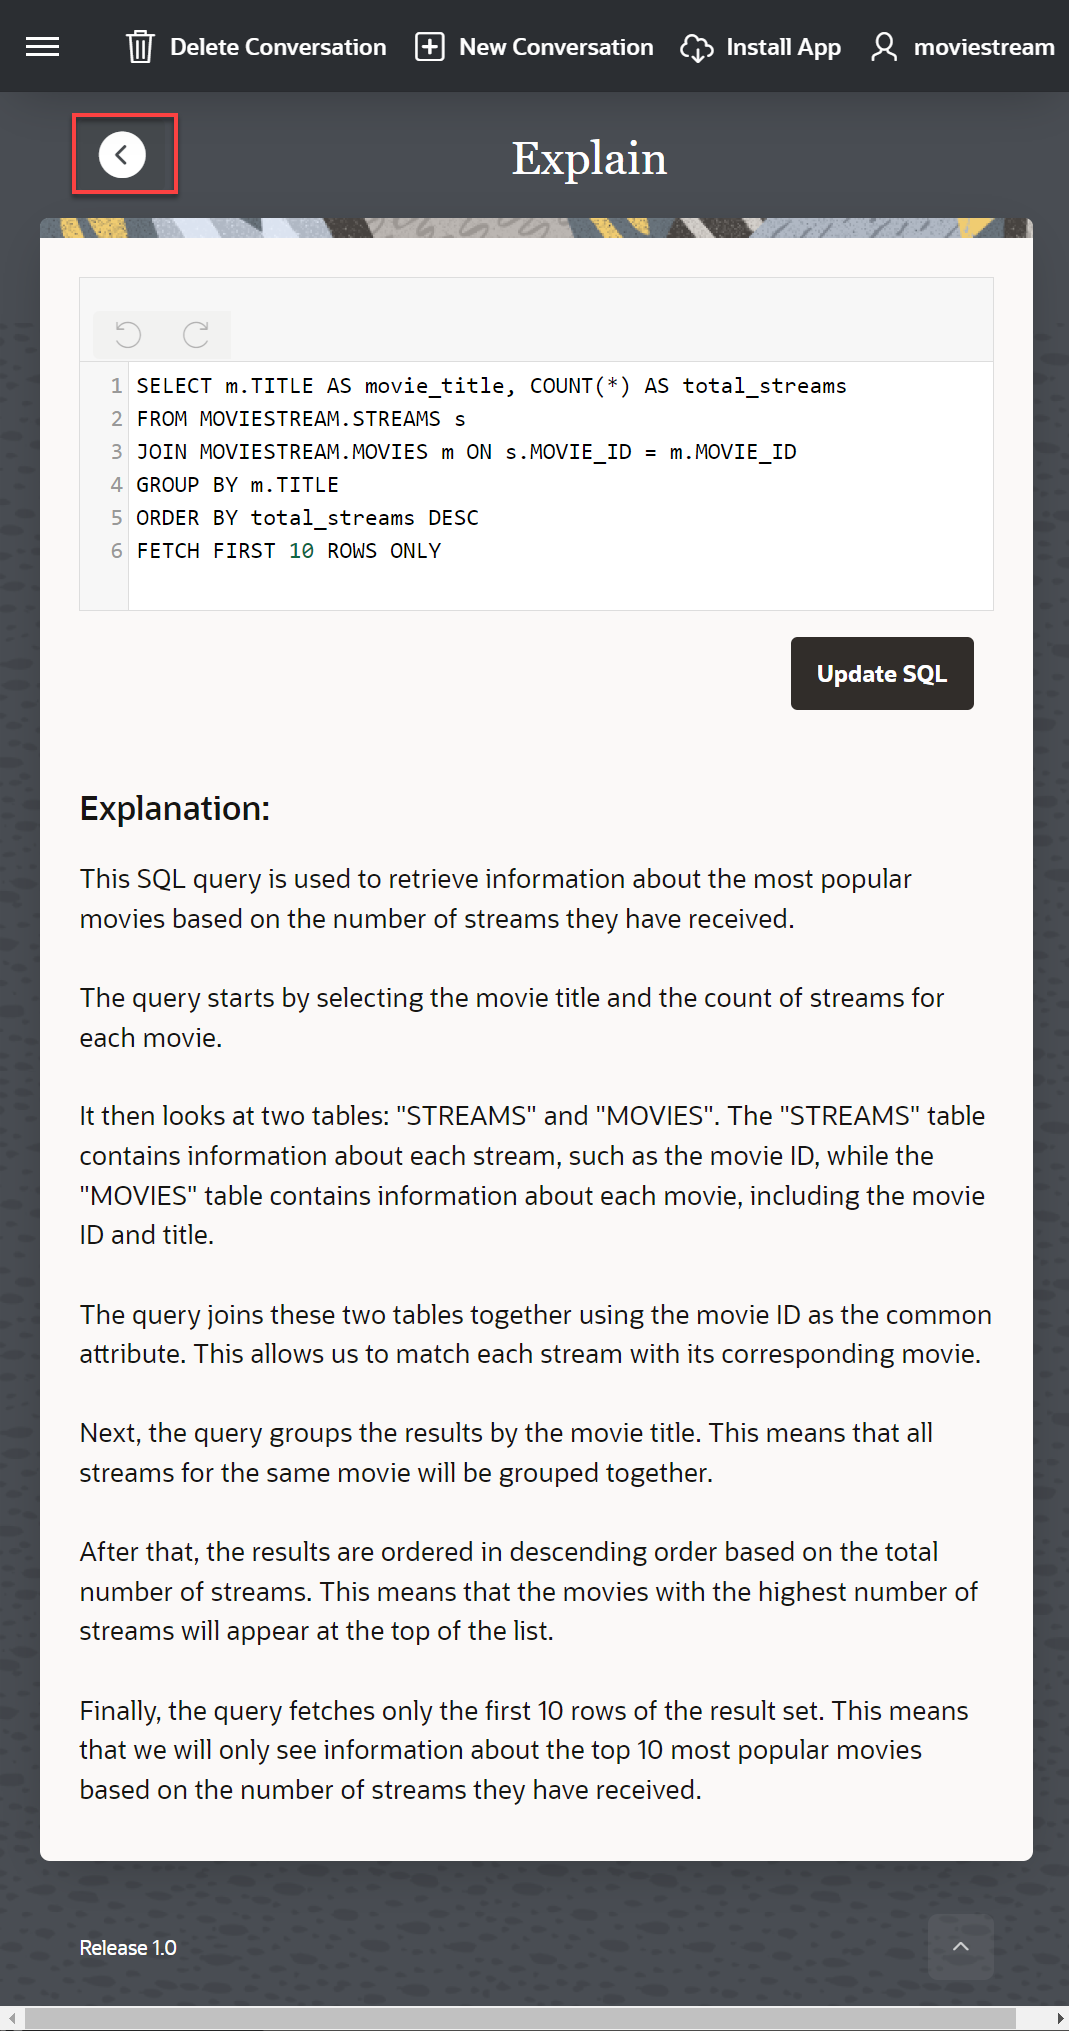 Delete Conversation New Conversation Install App moviestream
Explain
1 SELECT m.TITLE AS movie_title, COUNT(*) AS total_streams
2 FROM MOVIESTREAM.STREAMS s
3 JOIN MOVIESTREAM.MOVIES m ON s.MOVIE_ID = m.MOVIE_ID
4 GROUP BY m.TITLE
5 ORDER BY total_streams DESC
6 FETCH FIRST 10 ROWS ONLY
Update SQL
Explanation:
This SQL query is used to retrieve information about the most popular
movies based on the number of streams they have received.
The query starts by selecting the movie title and the count of streams for
each movie.
It then looks at two tables: "STREAMS" and "MOVIES". The "STREAMS" table
contains information about each stream, such as the movie ID, while the
"MOVIES" table contains information about each movie, including the movie
ID and title.
The query joins these two tables together using the movie ID as the common
attribute. This allows us to match each stream with its corresponding movie.
Next, the query groups the results by the movie title. This means that all
streams for the same movie will be grouped together.
After that, the results are ordered in descending order based on the total
number of streams. This means that the movies with the highest number of
streams will appear at the top of the list.
Finally, the query fetches only the first 10 rows of the result set. This means
that we will only see information about the top 10 most popular movies
based on the number of streams they have received.
Release 1.0